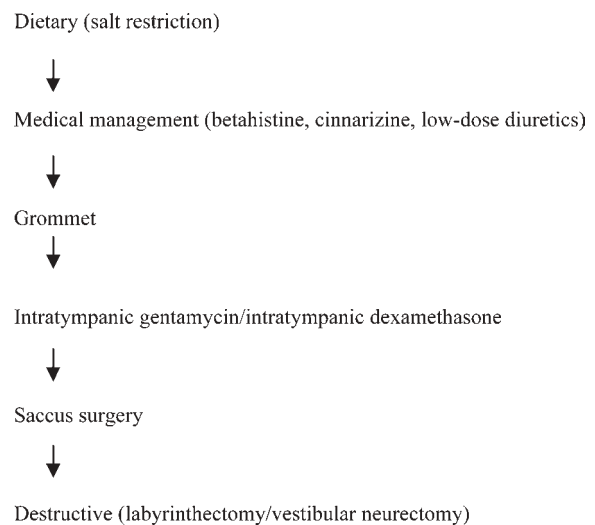 Dietary (salt restriction)
Medical management (betahistine, cinnarizine, low-dose diuretics)
Grommet
Intratympanic gentamycin/intratympanic dexamethasone
Saccus surgery
Destructive (labyrinthectomy/vestibular neurectomy)